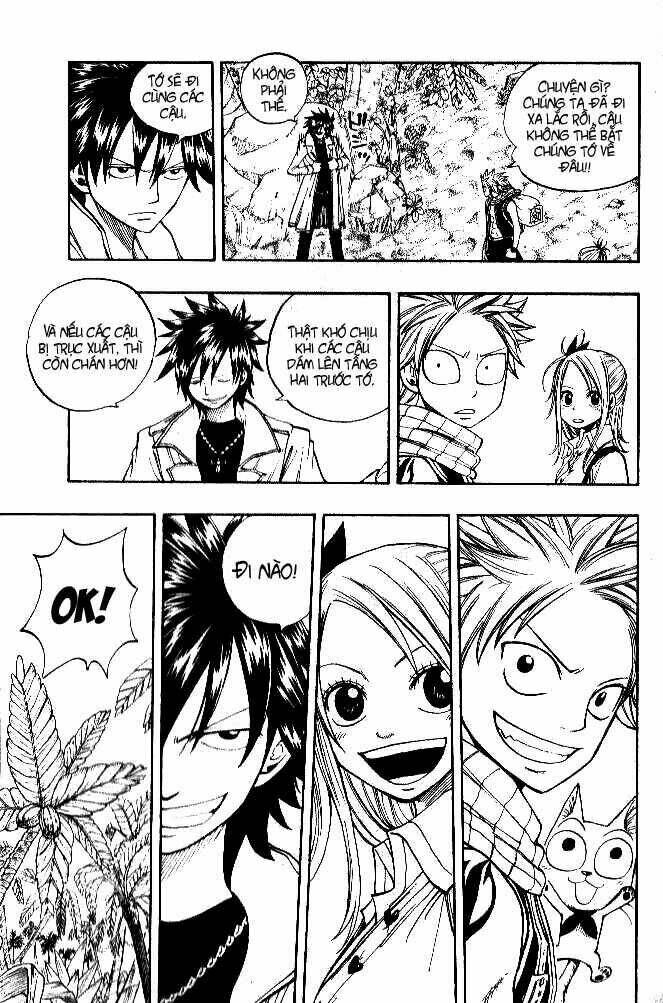 CHUYỆN GÌ?
CHÚNG TA ĐÃ ĐI
XA LẮC RỒI, CẬU
KHÔNG THỂ BẮT
CHÚNG TỚ VỀ
ĐÂU!!
KHÔNG
PHẢI
THẾ.
TỚ SẼ ĐI
CÙNG CÁC
CẬU.
THẬT KHÓ CHỊU
KHI CÁC CẬU
DÁM LÊN TẦNG
HAI TRƯỚC TỚ.
VÀ NẾU CÁC CẬU
BỊ TRỤC XUẤT, THÌ
CÒN CHÁN HƠN!
ĐI NÀO!
OK!